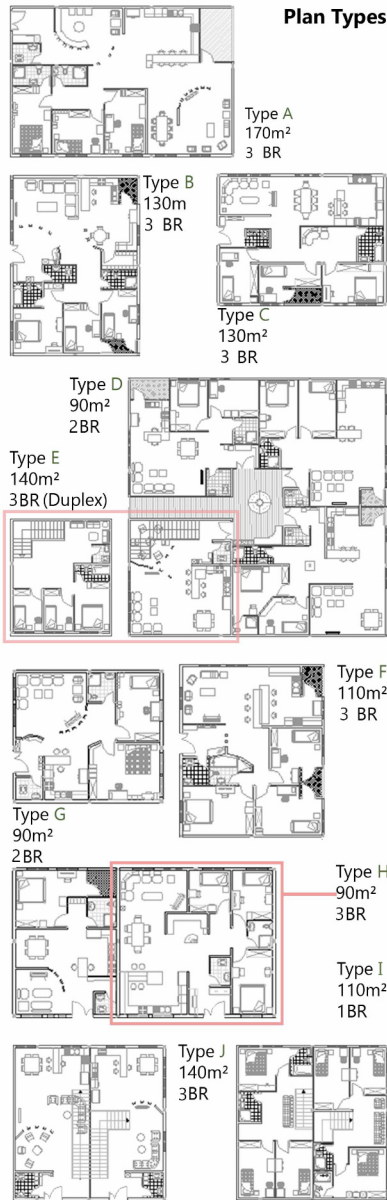 Plan Types
Type A
170m²
3 BR
Type B
130m
3 BR
Type C
130m²
3 BR
Type D
90m²
2BR
Type E
140m²
3BR (Duplex)
Type F
110m²
3 BR
Type G
90m²
2BR
Type H
90m²
3BR
Type I
110m²
1BR
Type J
140m²
3BR